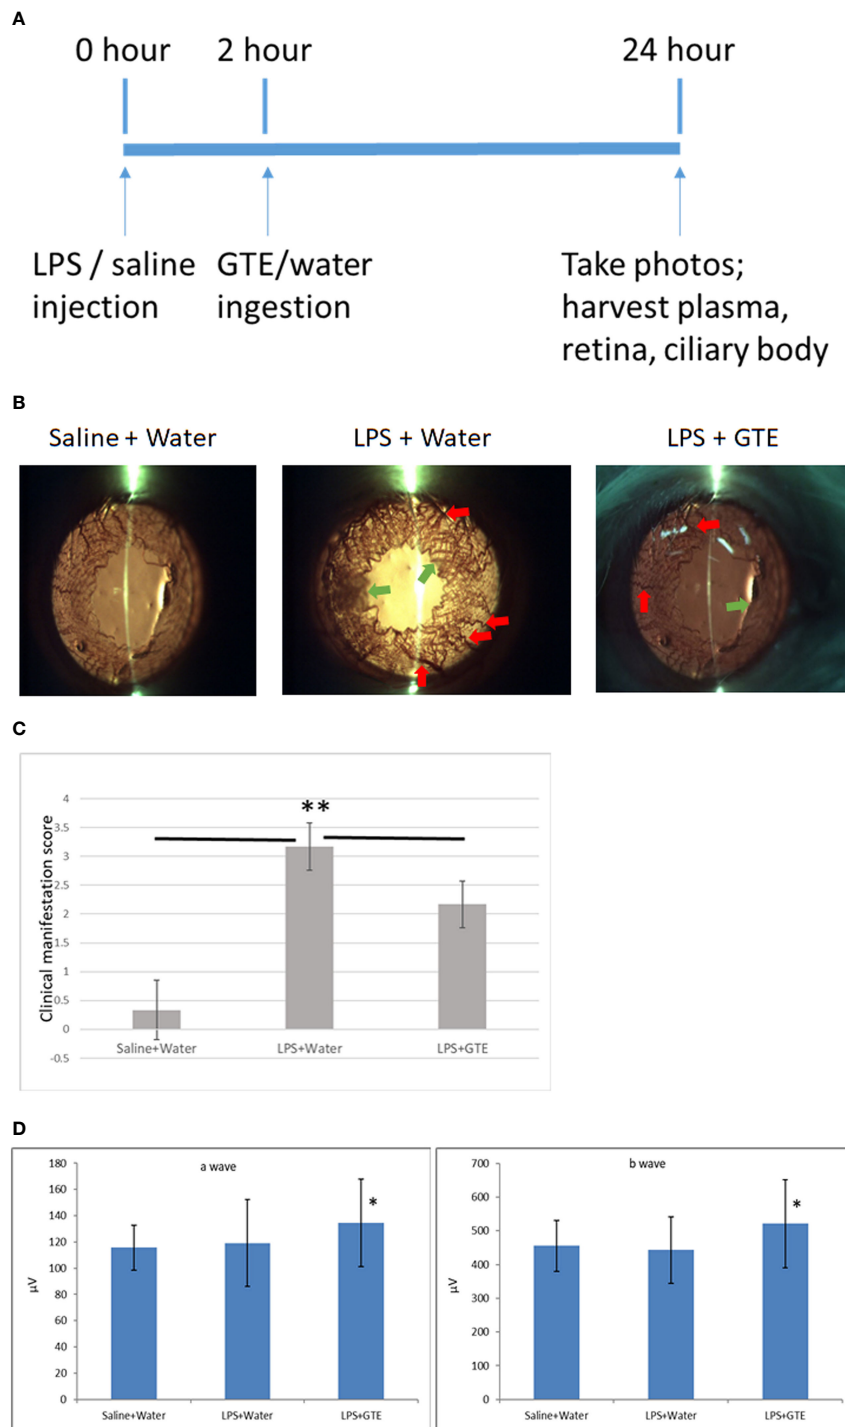 A
0 hour 2 hour 24 hour
LPS / saline injection
GTE/water ingestion
Take photos;
harvest plasma,
retina, ciliary body
B
Saline + Water LPS + Water LPS + GTE
C
Clinical manifestation score
4
3.5
3
2.5
2
1.5
1
0.5
0
-0.5
**
Saline+Water LPS+Water LPS+GTE
D
a wave
µV
180
160
140
120
100
80
60
40
20
0
*
Saline+Water LPS+Water LPS+GTE
b wave
µV
700
600
500
400
300
200
100
0
*
Saline+Water LPS+Water LPS+GTE